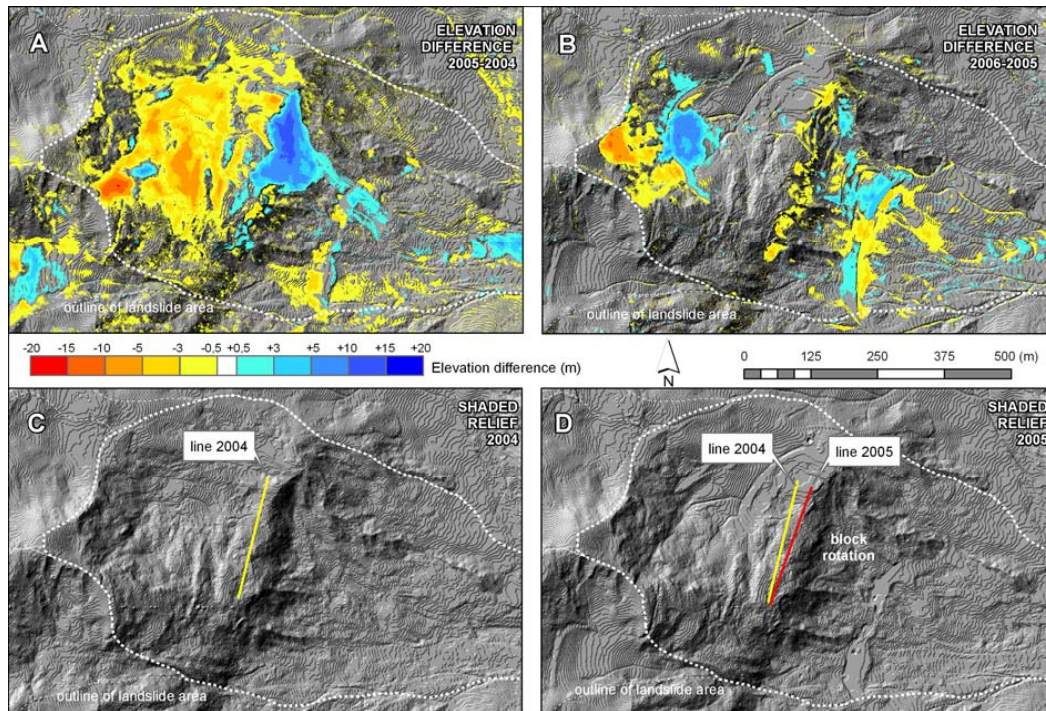 A
ELEVATION
DIFFERENCE
2005-2004
outline of landslide area
B
ELEVATION
DIFFERENCE
2006-2005
outline of landslide area
-20 -15 -10 -5 -3 -0,5 +0,5 +3 +5 +10 +15 +20
Elevation difference (m)
N
0 125 250 375 500 (m)
C
SHADED
RELIEF
2004
line 2004
outline of landslide area
D
SHADED
RELIEF
2005
line 2004
line 2005
block
rotation
outline of landslide area